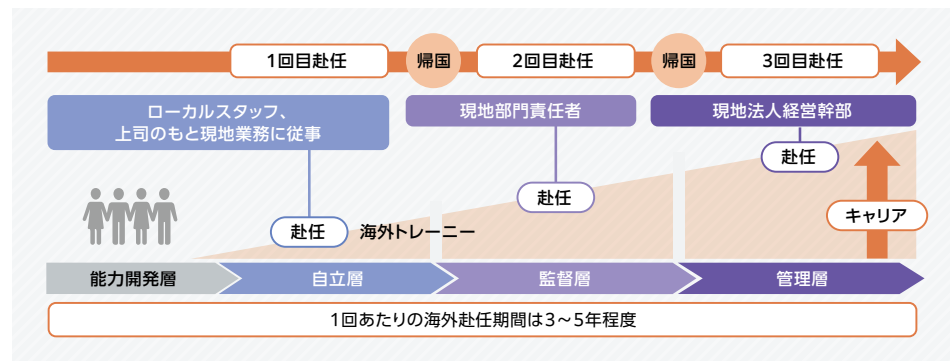 1回目赴任
帰国
2回目赴任
帰国
3回目赴任
ローカルスタッフ、
上司のもと現地業務に従事
現地部門責任者
現地法人経営幹部
赴任
赴任
赴任
海外トレーニー
キャリア
能力開発層
自立層
監督層
管理層
1回あたりの海外赴任期間は3〜5年程度